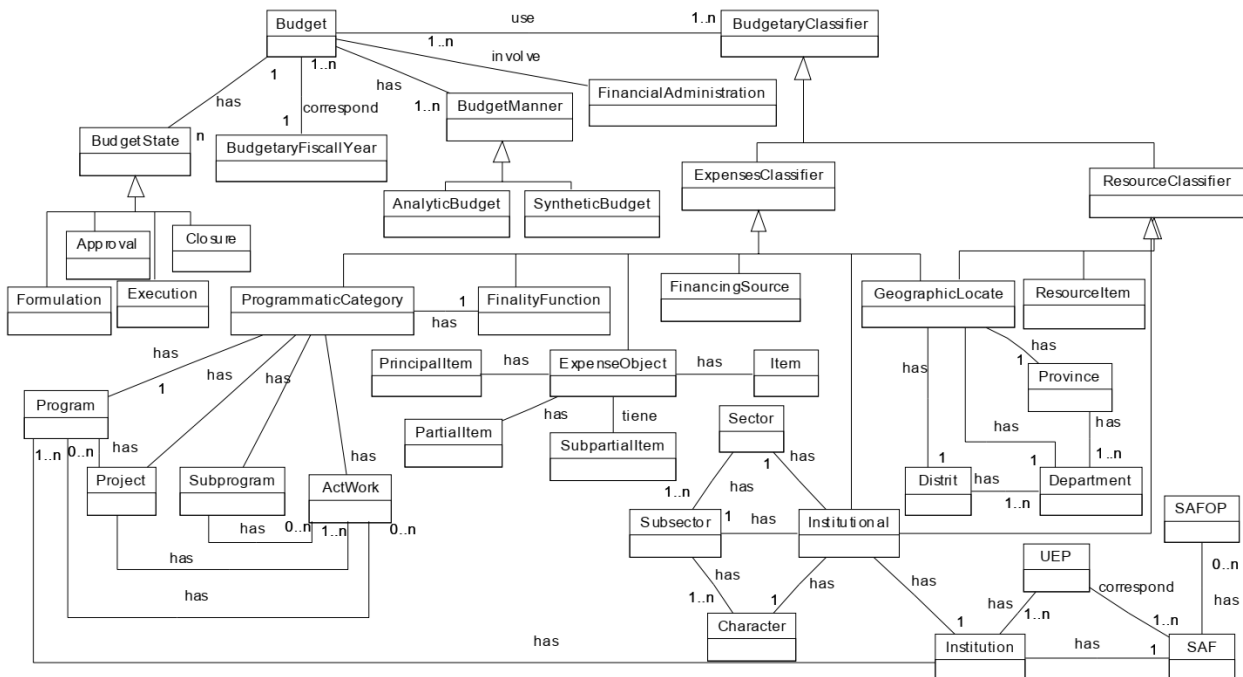 Budget
use
1..n
BudgetaryClassifier
1..n
involve
1
1..n
has
has
correspond
1..n
BudgetManner
FinancialAdministration
n
BudgetState
1
BudgetaryFiscallYear
ExpensesClassifier
ResourceClassifier
AnalyticBudget
SyntheticBudget
Approval
Closure
Formulation
Execution
ProgrammaticCategory
1
has
FinalityFunction
FinancingSource
GeographicLocate
ResourceItem
has
has
has
1
PrincipalItem
has
ExpenseObject
has
Item
has
has
1
Province
Program
has
tiene
PartialItem
SubpartialItem
Sector
1..n
0..n
has
has
has
1
has
has
has
1..n
Project
Subprogram
ActWork
has
1
1
Distrit
has
1..n
Department
1..n
has
0..n
1..n
0..n
Subsector
1
has
Institutional
SAFOP
has
has
1..n
has
1
has
UEP
0..n
correspond
has
has
1..n
1..n
has
Character
1
has
Institution
has
1
SAF